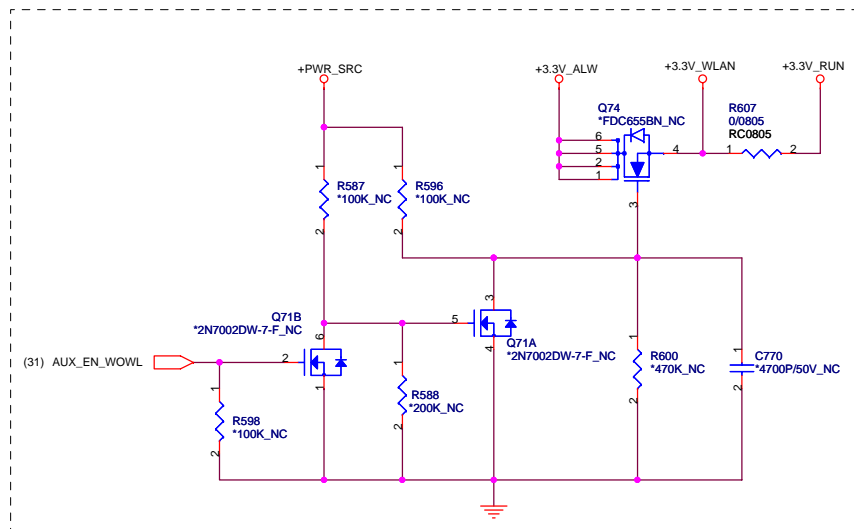 +PWR_SRC
+3.3V_ALW
+3.3V_WLAN
+3.3V_RUN
Q74
*FDC655BN_NC
R607
0/0805
RC0805
6
5
2
1
4
1
2
3
1
R587
*100K_NC
2
1
R596
*100K_NC
2
Q71B
*2N7002DW-7-F_NC
6
5
3
Q71A
*2N7002DW-7-F_NC
4
(31) AUX_EN_WOWL
2
1
1
R598
*100K_NC
2
1
R588
*200K_NC
2
1
R600
*470K_NC
2
1
C770
*4700P/50V_NC
2